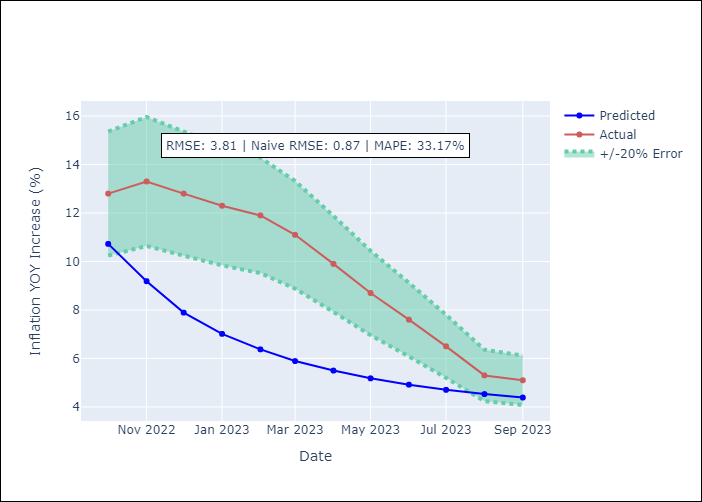 Predicted
Actual
+/-20% Error
RMSE: 3.81 | Naive RMSE: 0.87 | MAPE: 33.17%
Inflation YOY Increase (%)
16
14
12
10
8
6
4
Nov 2022
Jan 2023
Mar 2023
May 2023
Jul 2023
Sep 2023
Date